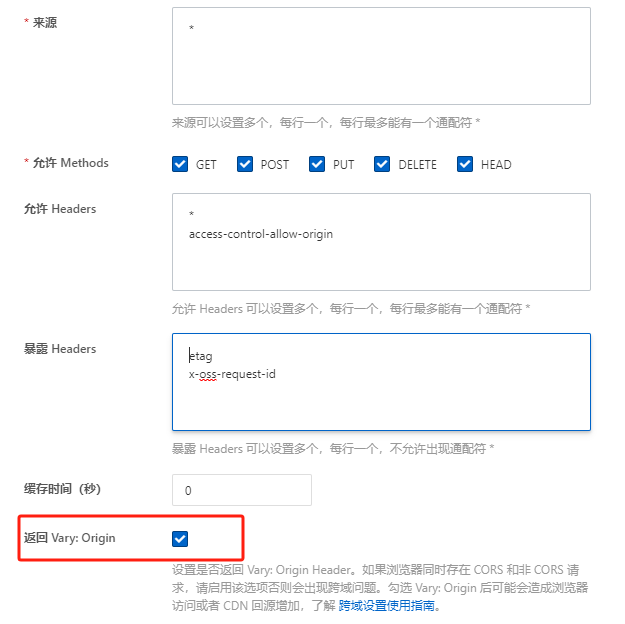 * 来源
*
来源可以设置多个，每行一个，每行最多能有一个通配符 *
* 允许 Methods
GET POST PUT DELETE HEAD
允许 Headers
*
access-control-allow-origin
允许 Headers 可以设置多个，每行一个，每行最多能有一个通配符 *
暴露 Headers
etag
x-oss-request-id
暴露 Headers 可以设置多个，每行一个，不允许出现通配符 *
缓存时间（秒） 0
返回 Vary: Origin
设置是否返回 Vary: Origin Header。如果浏览器同时存在 CORS 和非 CORS 请
求，请启用该选项否则会出现跨域问题。勾选 Vary: Origin 后可能会造成浏览器
访问或者 CDN 回源增加，了解 跨域设置使用指南。